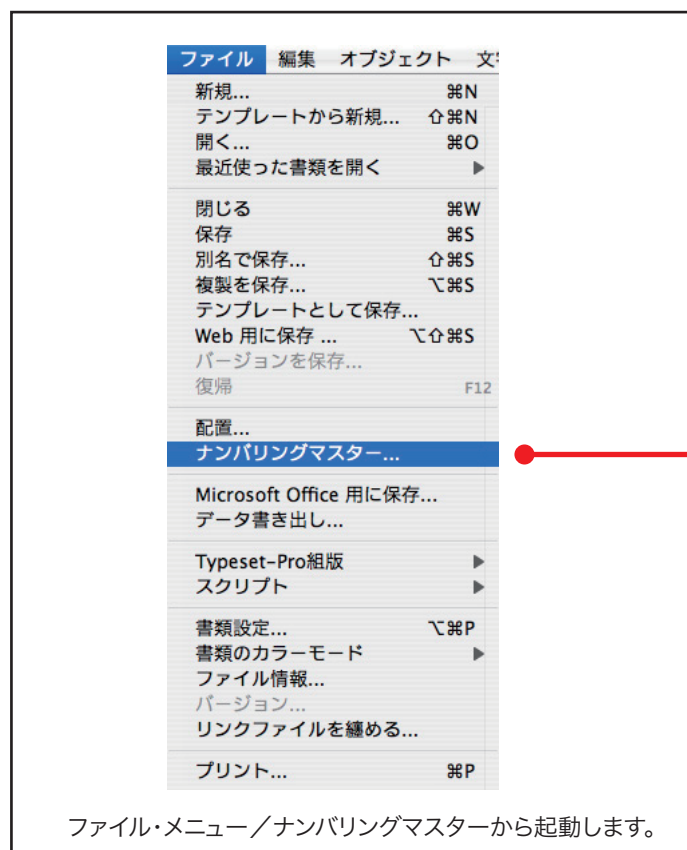 ファイル 編集 オブジェクト 文
新規... ⌘N
テンプレートから新規... ⇧⌘N
開く... ⌘O
最近使った書類を開く ▶
閉じる ⌘W
保存 ⌘S
別名で保存... ⇧⌘S
複製を保存... ⌥⌘S
テンプレートとして保存...
Web 用に保存 ... ⌥⇧⌘S
バージョンを保存...
復帰 F12
配置...
ナンバリングマスター...
Microsoft Office 用に保存...
データ書き出し...
Typeset-Pro組版 ▶
スクリプト ▶
書類設定... ⌥⌘P
書類のカラーモード ▶
ファイル情報...
バージョン...
リンクファイルを纏める...
プリント... ⌘P
ファイル・メニュー／ナンバリングマスターから起動します。